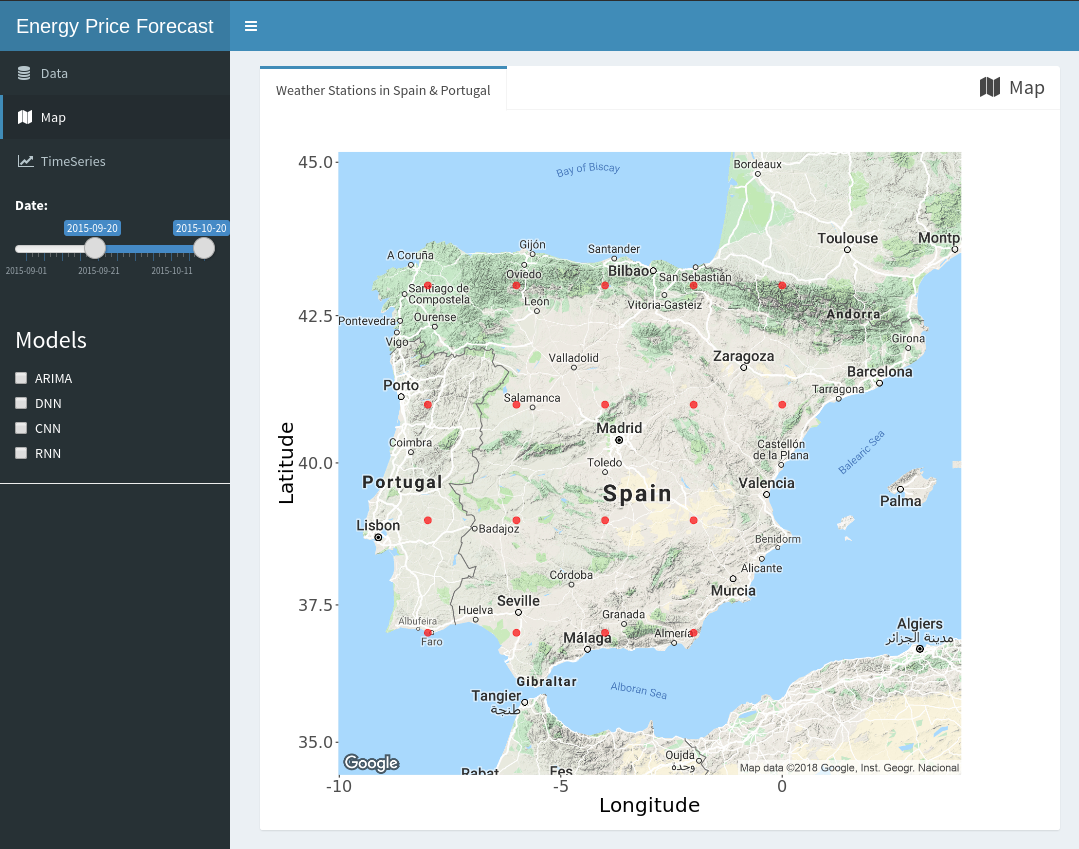 Energy Price Forecast
Data
Map
TimeSeries
Date:
2015-09-20
2015-10-20
2015-09-01
2015-09-21
2015-10-11
Models
ARIMA
DNN
CNN
RNN
Weather Stations in Spain & Portugal
Map
45.0
42.5
40.0
37.5
35.0
Latitude
Bay of Biscay
Bordeaux
Toulouse
Montp
A Coruña
Gijón
Santander
Oviedo
Bilbao
San Sebastián
Santiago de
Compostela
León
Vitoria-Gasteiz
Andorra
Pontevedra
Ourense
Vigo
Girona
Valladolid
Zaragoza
Barcelona
Porto
Salamanca
Tarragona
Madrid
Coimbra
Castellón
de la Plana
Balearic Sea
Toledo
Portugal
Spain
Valencia
Palma
Lisbon
Badajoz
Benidorm
Alicante
Córdoba
Murcia
Seville
Huelva
Granada
Albufeira
Faro
Málaga
Almería
Algiers
مدينة الجزائر
Gibraltar
Alboran Sea
Tangier
طنجة
Oujda
وجدة
Rabat
Fes
Google
Map data ©2018 Google, Inst. Geogr. Nacional
-10
-5
0
Longitude